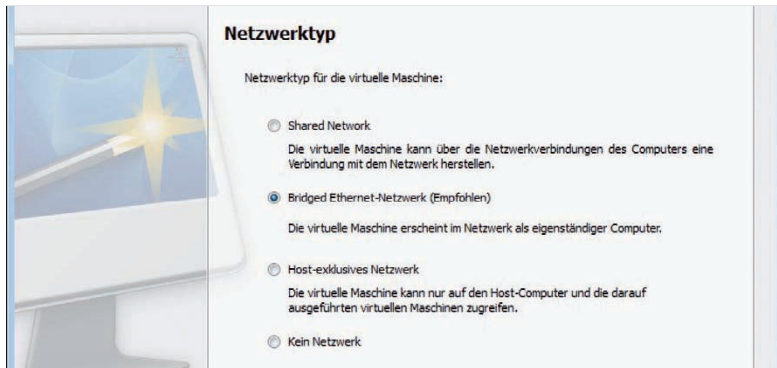 Netzwerktyp
Netzwerktyp für die virtuelle Maschine:
Shared Network
Die virtuelle Maschine kann über die Netzwerkverbindungen des Computers eine
Verbindung mit dem Netzwerk herstellen.
Bridged Ethernet-Netzwerk (Empfohlen)
Die virtuelle Maschine erscheint im Netzwerk als eigenständiger Computer.
Host-exklusives Netzwerk
Die virtuelle Maschine kann nur auf den Host-Computer und die darauf
ausgeführten virtuellen Maschinen zugreifen.
Kein Netzwerk